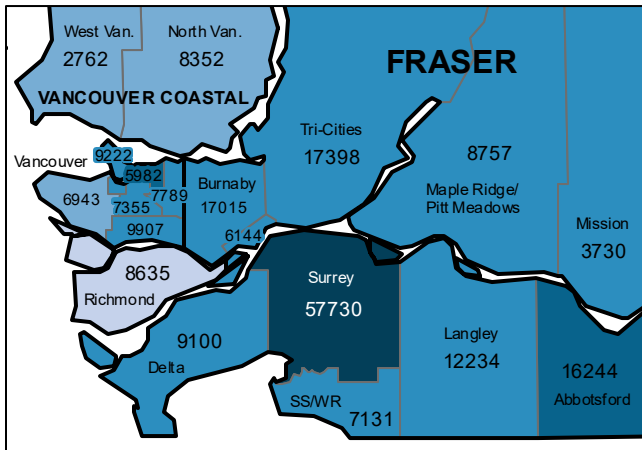 West Van.
2762
North Van.
8352
FRASER
VANCOUVER COASTAL
Tri-Cities
17398
Vancouver
9222
5982
8757
Maple Ridge/
Pitt Meadows
6943
7355
7789
9907
Burnaby
17015
6144
Mission
3730
8635
Richmond
Surrey
57730
9100
Delta
Langley
12234
16244
Abbotsford
SS/WR
7131